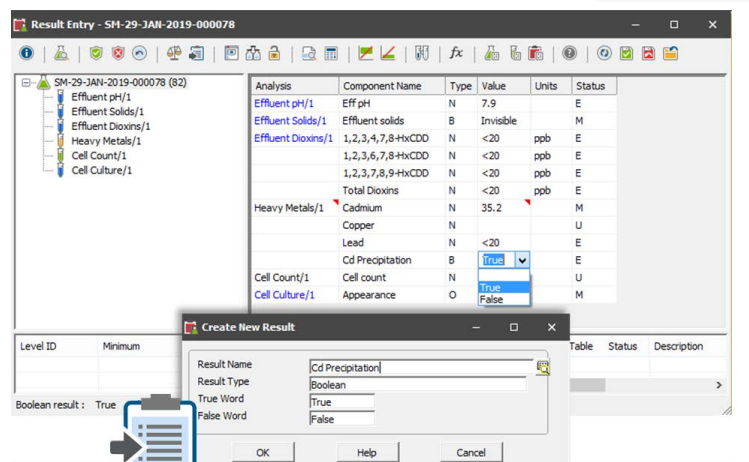 Result Entry - SM-29-JAN-2019-000078
SM-29-JAN-2019-000078 (82)
Effluent pH/1
Effluent Solids/1
Effluent Dioxins/1
Heavy Metals/1
Cell Count/1
Cell Culture/1
Analysis Component Name Type Value Units Status
Effluent pH/1 Eff pH N 7.9 E
Effluent Solids/1 Effluent solids B Invisible M
Effluent Dioxins/1 1,2,3,4,7,8-HxCDD N <20 ppb E
1,2,3,6,7,8-HxCDD N <20 ppb E
1,2,3,7,8,9-HxCDD N <20 ppb E
Total Dioxins N <20 ppb E
Heavy Metals/1 Cadmium N 35.2 M
Copper N U
Lead N <20 E
Cd Precipitation B True E
Cell Count/1 Cell count N U
True
Cell Culture/1 Appearance O M
False
Level ID Minimum Table Status Description
Boolean result : True
Create New Result
Result Name Cd Precipitation
Result Type Boolean
True Word True
False Word False
OK Help Cancel